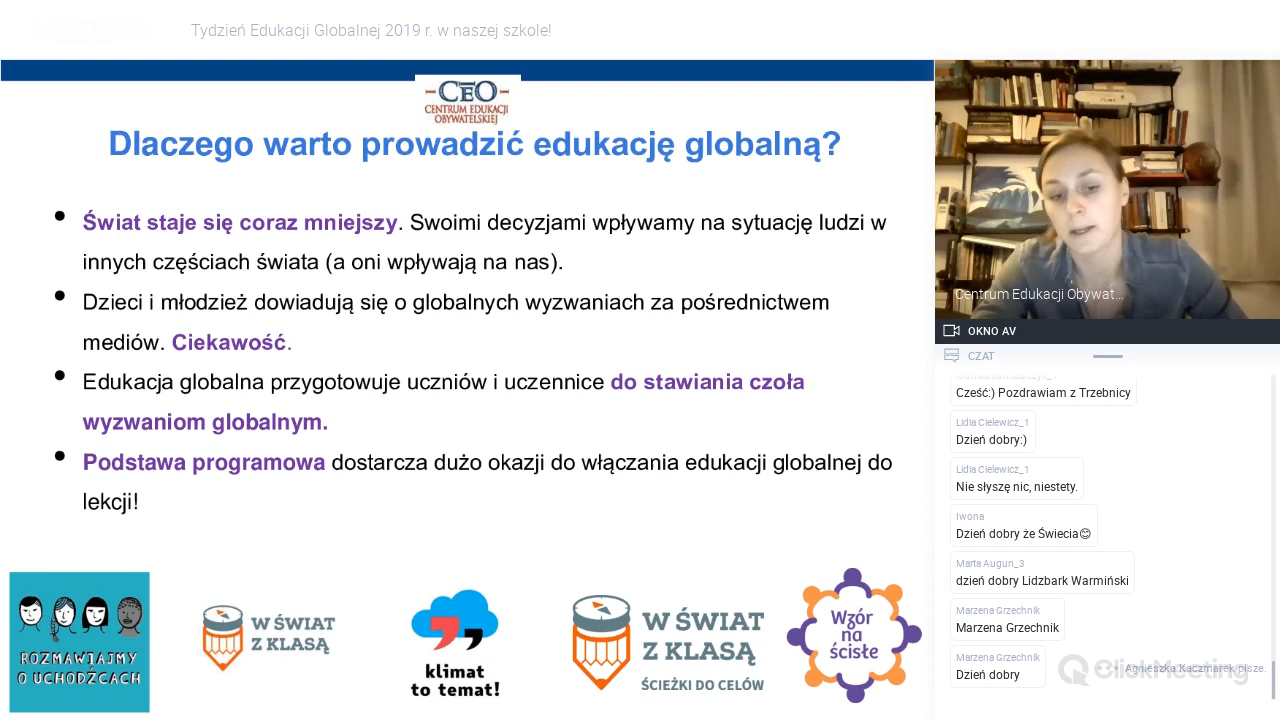 Tydzień Edukacji Globalnej 2019 r. w naszej szkole!
CEO
CENTRUM EDUKACJI
OBYWATELSKIEJ
Dlaczego warto prowadzić edukację globalną?
• Świat staje się coraz mniejszy. Swoimi decyzjami wpływamy na sytuację ludzi w
innych częściach świata (a oni wpływają na nas).
• Dzieci i młodzież dowiadują się o globalnych wyzwaniach za pośrednictwem
mediów. Ciekawość.
• Edukacja globalna przygotowuje uczniów i uczennice do stawiania czoła
wyzwaniom globalnym.
• Podstawa programowa dostarcza dużo okazji do włączania edukacji globalnej do
lekcji!
ROZMAWIAJMY
O UCHODŹCACH
W ŚWIAT
Z KLASĄ
klimat
to temat!
W ŚWIAT
Z KLASĄ
ŚCIEŻKI DO CELÓW
Wzór
na
ścisłe
Centrum Edukacji Obywat...
OKNO AV
CZAT
Cześć:) Pozdrawiam z Trzebnicy
Lidia Cielewicz_1
Dzień dobry:)
Lidia Cielewicz_1
Nie słyszę nic, niestety.
Iwona
Dzień dobry że Świecia😊
Marta Augun_3
dzień dobry Lidzbark Warmiński
Marzena Grzechnik
Marzena Grzechnik
Marzena Grzechnik
Dzień dobry
Agnieszka Kaczmarek pisze.
ClickMeeting